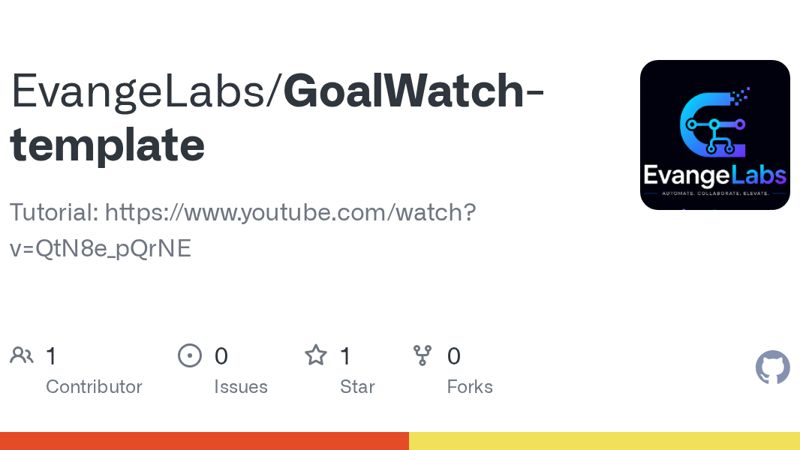 EvangeLabs/GoalWatch-
template
Tutorial: https://www.youtube.com/watch?
v=QtN8e_pQrNE
EvangeLabs
AUTOMATE. COLLABORATE. ELEVATE.
1
Contributor
0
Issues
1
Star
0
Forks